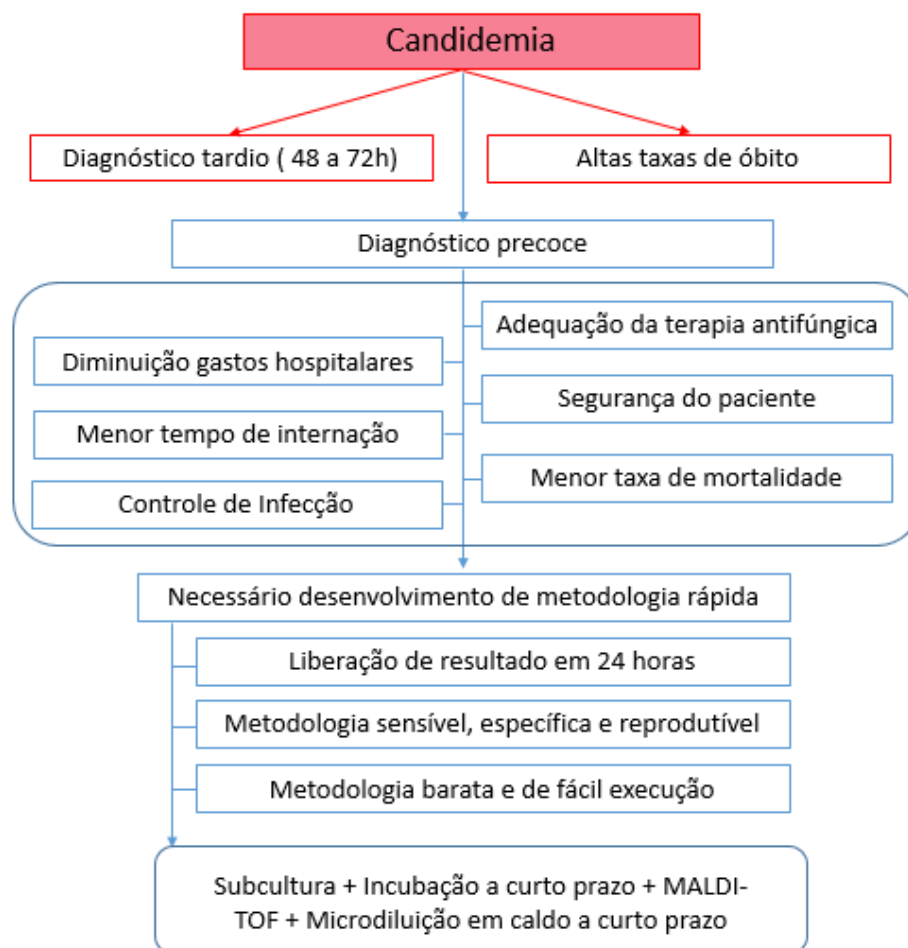 Candidemia
Diagnóstico tardio ( 48 a 72h)
Altas taxas de óbito
Diagnóstico precoce
Adequação da terapia antifúngica
Diminuição gastos hospitalares
Segurança do paciente
Menor tempo de internação
Menor taxa de mortalidade
Controle de Infecção
Necessário desenvolvimento de metodologia rápida
Liberação de resultado em 24 horas
Metodologia sensível, específica e reprodutível
Metodologia barata e de fácil execução
Subcultura + Incubação a curto prazo + MALDI-
TOF + Microdiluição em caldo a curto prazo